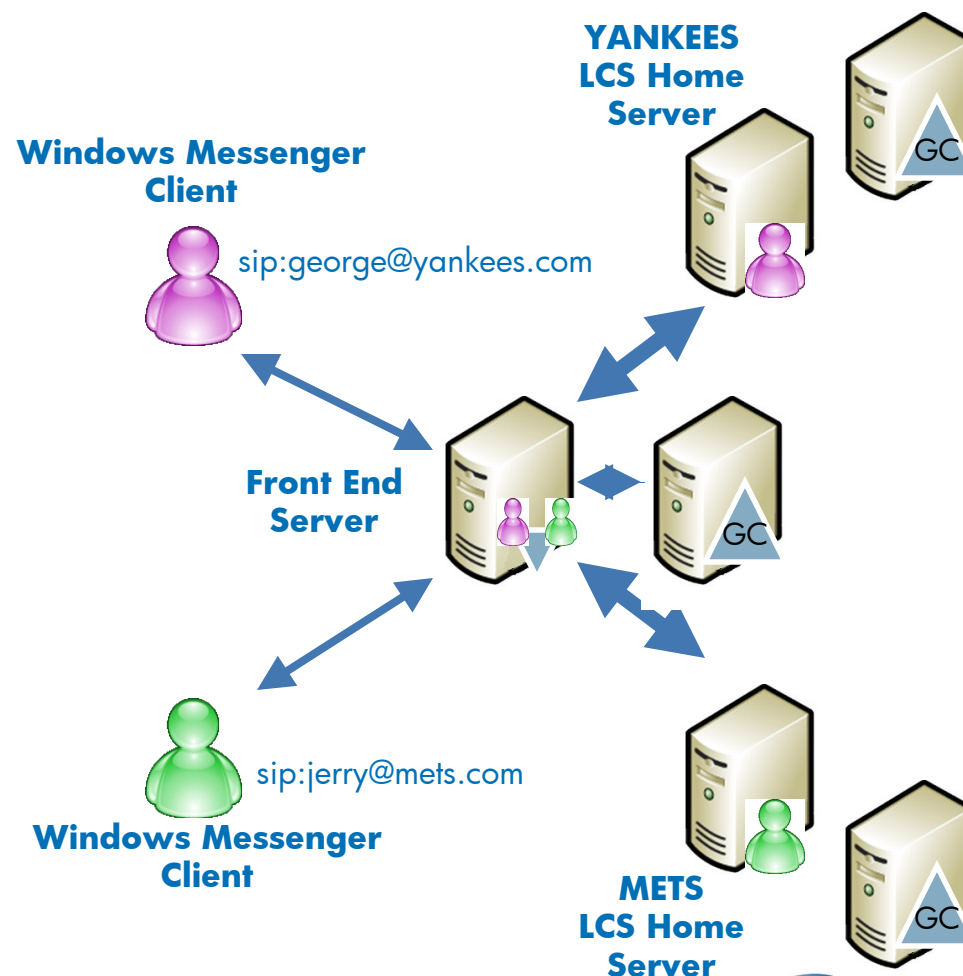 YANKEES
LCS Home
Server
GC
Windows Messenger
Client
sip:george@yankees.com
Front End
Server
GC
sip:jerry@mets.com
Windows Messenger
Client
METS
LCS Home
Server
GC